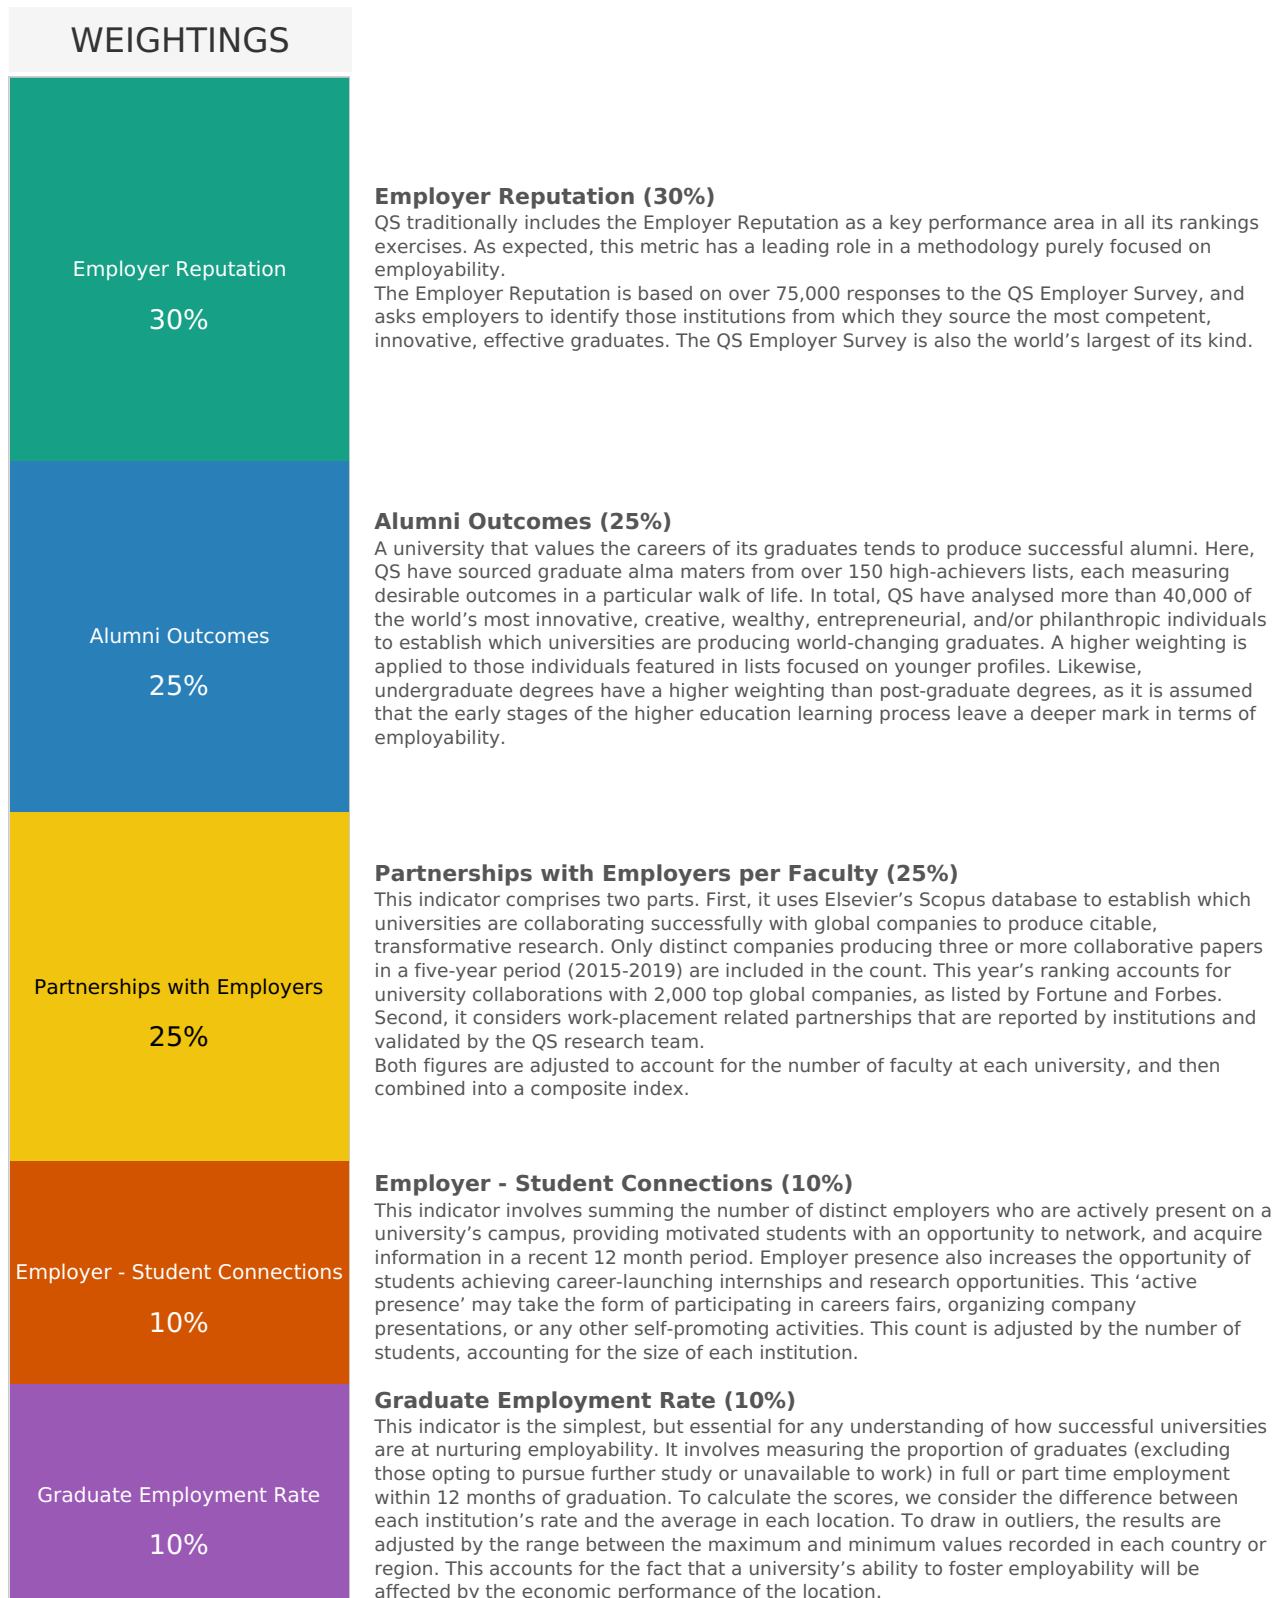 WEIGHTINGS
Employer Reputation
30%
Employer Reputation (30%)
QS traditionally includes the Employer Reputation as a key performance area in all its rankings
exercises. As expected, this metric has a leading role in a methodology purely focused on
employability.
The Employer Reputation is based on over 75,000 responses to the QS Employer Survey, and
asks employers to identify those institutions from which they source the most competent,
innovative, effective graduates. The QS Employer Survey is also the world’s largest of its kind.
Alumni Outcomes
25%
Alumni Outcomes (25%)
A university that values the careers of its graduates tends to produce successful alumni. Here,
QS have sourced graduate alma maters from over 150 high-achievers lists, each measuring
desirable outcomes in a particular walk of life. In total, QS have analysed more than 40,000 of
the world’s most innovative, creative, wealthy, entrepreneurial, and/or philanthropic individuals
to establish which universities are producing world-changing graduates. A higher weighting is
applied to those individuals featured in lists focused on younger profiles. Likewise,
undergraduate degrees have a higher weighting than post-graduate degrees, as it is assumed
that the early stages of the higher education learning process leave a deeper mark in terms of
employability.
Partnerships with Employers
25%
Partnerships with Employers per Faculty (25%)
This indicator comprises two parts. First, it uses Elsevier’s Scopus database to establish which
universities are collaborating successfully with global companies to produce citable,
transformative research. Only distinct companies producing three or more collaborative papers
in a five-year period (2015-2019) are included in the count. This year’s ranking accounts for
university collaborations with 2,000 top global companies, as listed by Fortune and Forbes.
Second, it considers work-placement related partnerships that are reported by institutions and
validated by the QS research team.
Both figures are adjusted to account for the number of faculty at each university, and then
combined into a composite index.
Employer - Student Connections
10%
Employer - Student Connections (10%)
This indicator involves summing the number of distinct employers who are actively present on a
university’s campus, providing motivated students with an opportunity to network, and acquire
information in a recent 12 month period. Employer presence also increases the opportunity of
students achieving career-launching internships and research opportunities. This ‘active
presence’ may take the form of participating in careers fairs, organizing company
presentations, or any other self-promoting activities. This count is adjusted by the number of
students, accounting for the size of each institution.
Graduate Employment Rate
10%
Graduate Employment Rate (10%)
This indicator is the simplest, but essential for any understanding of how successful universities
are at nurturing employability. It involves measuring the proportion of graduates (excluding
those opting to pursue further study or unavailable to work) in full or part time employment
within 12 months of graduation. To calculate the scores, we consider the difference between
each institution’s rate and the average in each location. To draw in outliers, the results are
adjusted by the range between the maximum and minimum values recorded in each country or
region. This accounts for the fact that a university’s ability to foster employability will be
affected by the economic performance of the location.